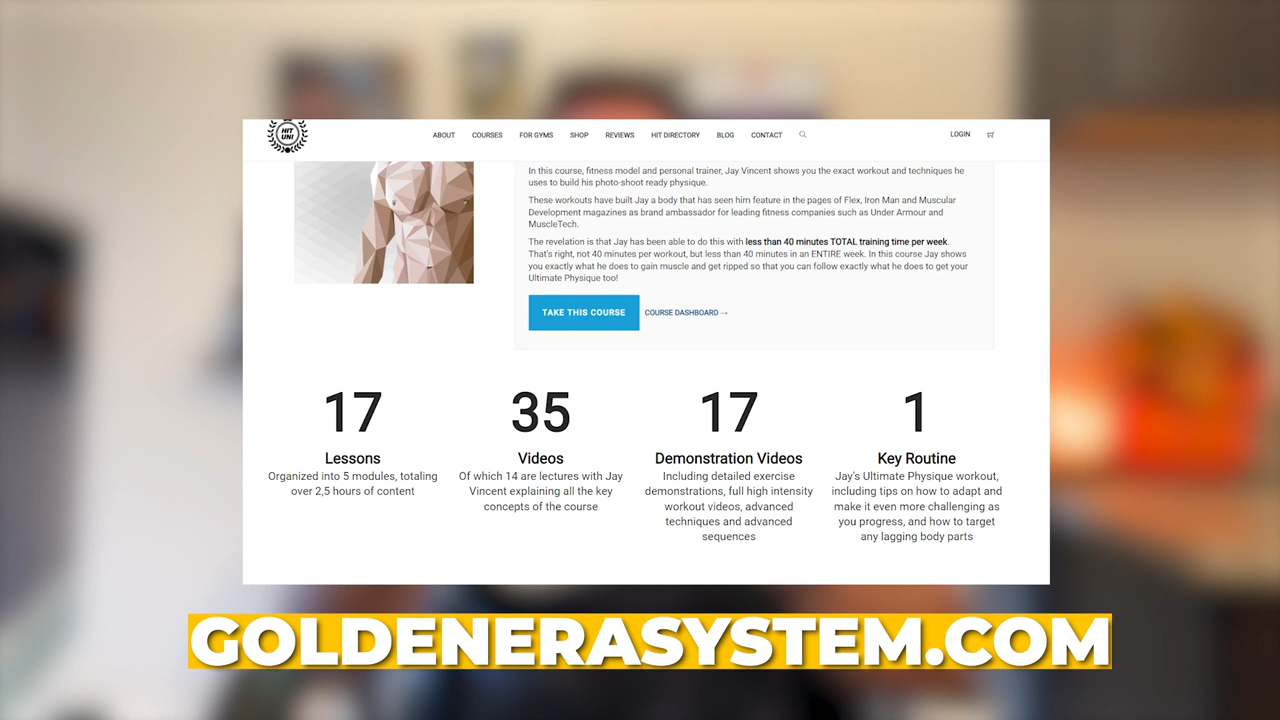 HIT
UNI
ABOUT COURSES FOR GYMS SHOP REVIEWS HIT DIRECTORY BLOG CONTACT LOGIN
In this course, fitness model and personal trainer, Jay Vincent shows you the exact workout and techniques he
uses to build his photo-shoot ready physique.
These workouts have built Jay a body that has seen him feature in the pages of Flex, Iron Man and Muscular
Development magazines as brand ambassador for leading fitness companies such as Under Armour and
MuscleTech.
The revelation is that Jay has been able to do this with less than 40 minutes TOTAL training time per week.
That's right, not 40 minutes per workout, but less than 40 minutes in an ENTIRE week. In this course Jay shows
you exactly what he does to gain muscle and get ripped so that you can follow exactly what he does to get your
Ultimate Physique too!
TAKE THIS COURSE COURSE DASHBOARD →
17
Lessons
Organized into 5 modules, totaling
over 2,5 hours of content
35
Videos
Of which 14 are lectures with Jay
Vincent explaining all the key
concepts of the course
17
Demonstration Videos
Including detailed exercise
demonstrations, full high intensity
workout videos, advanced
techniques and advanced
sequences
1
Key Routine
Jay's Ultimate Physique workout,
including tips on how to adapt and
make it even more challenging as
you progress, and how to target
any lagging body parts
GOLDENERASYSTEM.COM